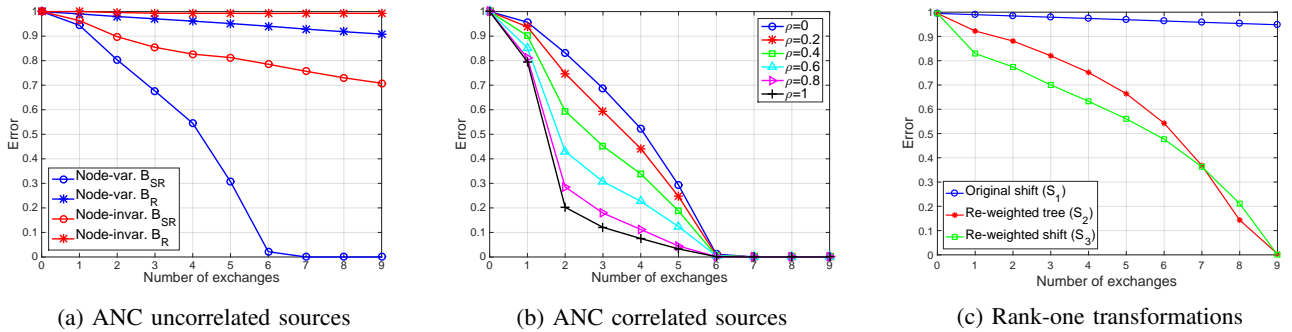 Error
1
0.9
0.8
0.7
0.6
0.5
0.4
0.3
0.2
0.1
0
Node-var. B_SR
Node-var. B_R
Node-invar. B_SR
Node-invar. B_R
0 1 2 3 4 5 6 7 8 9
Number of exchanges
(a) ANC uncorrelated sources
Error
1
0.9
0.8
0.7
0.6
0.5
0.4
0.3
0.2
0.1
0
ρ=0
ρ=0.2
ρ=0.4
ρ=0.6
ρ=0.8
ρ=1
0 1 2 3 4 5 6 7 8 9
Number of exchanges
(b) ANC correlated sources
Error
1
0.9
0.8
0.7
0.6
0.5
0.4
0.3
0.2
0.1
0
Original shift (S_1)
Re-weighted tree (S_2)
Re-weighted shift (S_3)
0 1 2 3 4 5 6 7 8 9
Number of exchanges
(c) Rank-one transformations